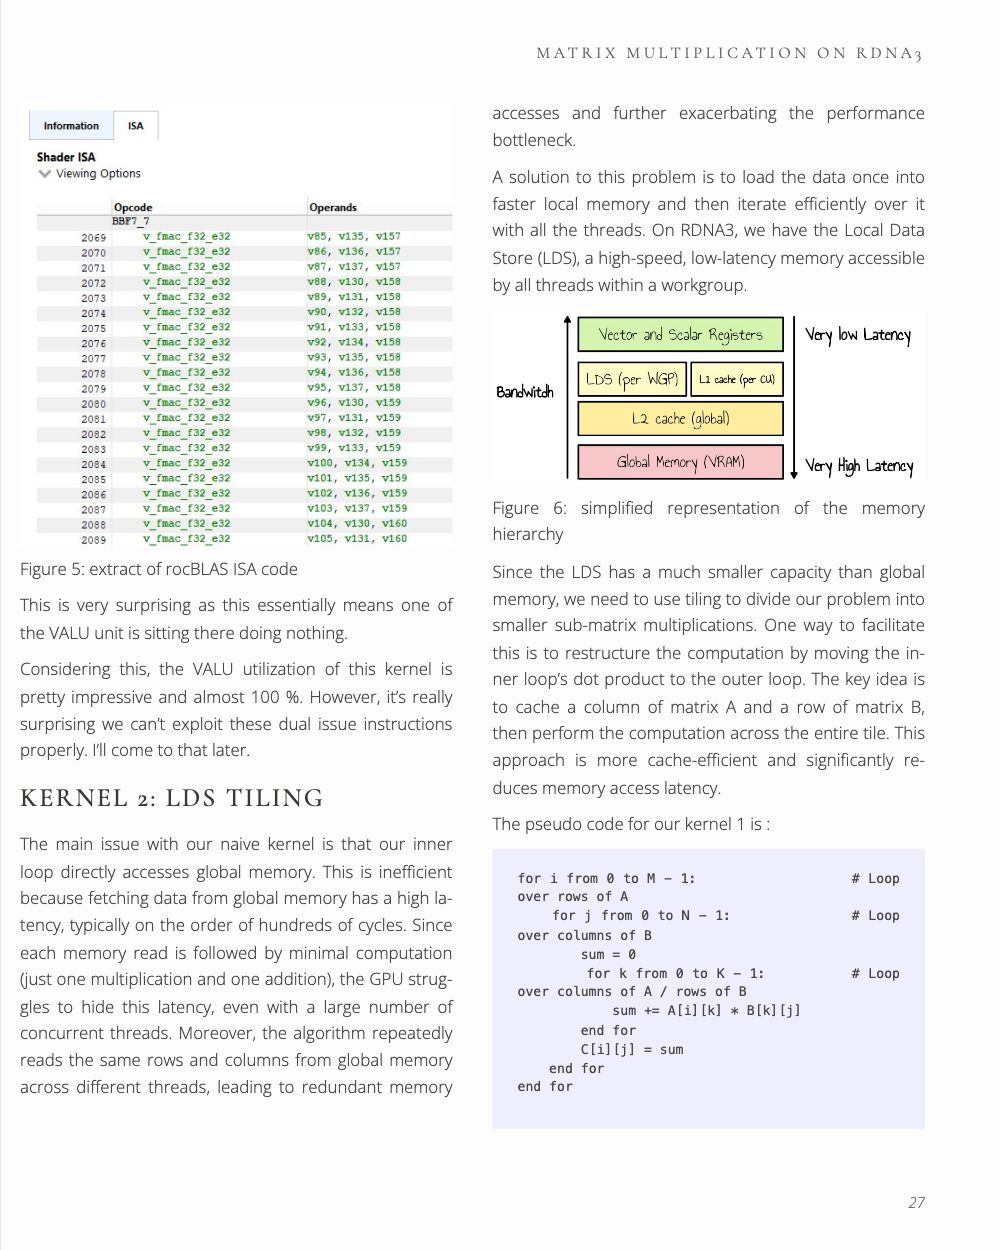 MATRIX MULTIPLICATION ON RDNA3
Information ISA
Shader ISA
Viewing Options
Opcode Operands
BBF7_7
2069 v_fmac_f32_e32 v85, v135, v157
2070 v_fmac_f32_e32 v86, v136, v157
2071 v_fmac_f32_e32 v87, v137, v157
2072 v_fmac_f32_e32 v88, v130, v158
2073 v_fmac_f32_e32 v89, v131, v158
2074 v_fmac_f32_e32 v90, v132, v158
2075 v_fmac_f32_e32 v91, v133, v158
2076 v_fmac_f32_e32 v92, v134, v158
2077 v_fmac_f32_e32 v93, v135, v158
2078 v_fmac_f32_e32 v94, v136, v158
2079 v_fmac_f32_e32 v95, v137, v158
2080 v_fmac_f32_e32 v96, v130, v159
2081 v_fmac_f32_e32 v97, v131, v159
2082 v_fmac_f32_e32 v98, v132, v159
2083 v_fmac_f32_e32 v99, v133, v159
2084 v_fmac_f32_e32 v100, v134, v159
2085 v_fmac_f32_e32 v101, v135, v159
2086 v_fmac_f32_e32 v102, v136, v159
2087 v_fmac_f32_e32 v103, v137, v159
2088 v_fmac_f32_e32 v104, v130, v160
2089 v_fmac_f32_e32 v105, v131, v160
Figure 5: extract of rocBLAS ISA code
This is very surprising as this essentially means one of
the VALU unit is sitting there doing nothing.
Considering this, the VALU utilization of this kernel is
pretty impressive and almost 100 %. However, it's really
surprising we can't exploit these dual issue instructions
properly. I'll come to that later.
KERNEL 2: LDS TILING
The main issue with our naive kernel is that our inner
loop directly accesses global memory. This is inefficient
because fetching data from global memory has a high la-
tency, typically on the order of hundreds of cycles. Since
each memory read is followed by minimal computation
(just one multiplication and one addition), the GPU strug-
gles to hide this latency, even with a large number of
concurrent threads. Moreover, the algorithm repeatedly
reads the same rows and columns from global memory
across different threads, leading to redundant memory
accesses and further exacerbating the performance
bottleneck.
A solution to this problem is to load the data once into
faster local memory and then iterate efficiently over it
with all the threads. On RDNA3, we have the Local Data
Store (LDS), a high-speed, low-latency memory accessible
by all threads within a workgroup.
Vector and Scalar Registers Very low Latency
Bandwitdh LDS (per WGP) L1 cache (per CU)
L2 cache (global)
Global Memory (VRAM) Very High Latency
Figure 6: simplified representation of the memory
hierarchy
Since the LDS has a much smaller capacity than global
memory, we need to use tiling to divide our problem into
smaller sub-matrix multiplications. One way to facilitate
this is to restructure the computation by moving the in-
ner loop's dot product to the outer loop. The key idea is
to cache a column of matrix A and a row of matrix B,
then perform the computation across the entire tile. This
approach is more cache-efficient and significantly re-
duces memory access latency.
The pseudo code for our kernel 1 is :
for i from 0 to M - 1: # Loop
over rows of A
for j from 0 to N - 1: # Loop
over columns of B
sum = 0
for k from 0 to K - 1: # Loop
over columns of A / rows of B
sum += A[i][k] * B[k][j]
end for
C[i][j] = sum
end for
end for
27